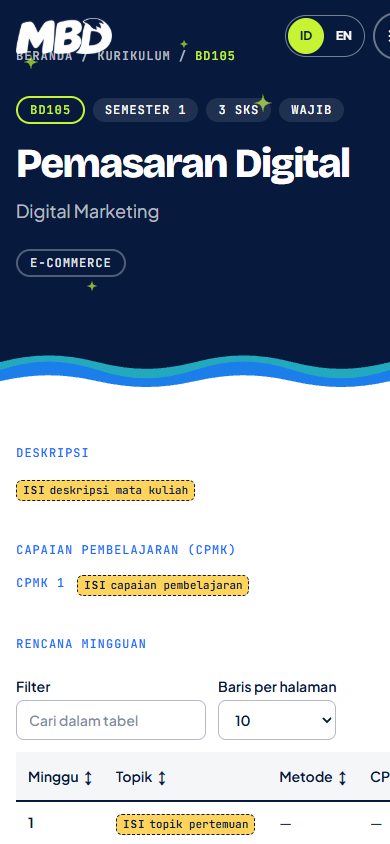 MBD
ID EN
BERANDA / KURIKULUM / BD105
BD105 SEMESTER 1 3 SKS WAJIB
Pemasaran Digital
Digital Marketing
E-COMMERCE
DESKRIPSI
ISI deskripsi mata kuliah
CAPAIAN PEMBELAJARAN (CPMK)
CPMK 1 ISI capaian pembelajaran
RENCANA MINGGUAN
Filter Baris per halaman
Cari dalam tabel 10
Minggu ↕ Topik ↕ Metode ↕ CP
1 ISI topik pertemuan — —